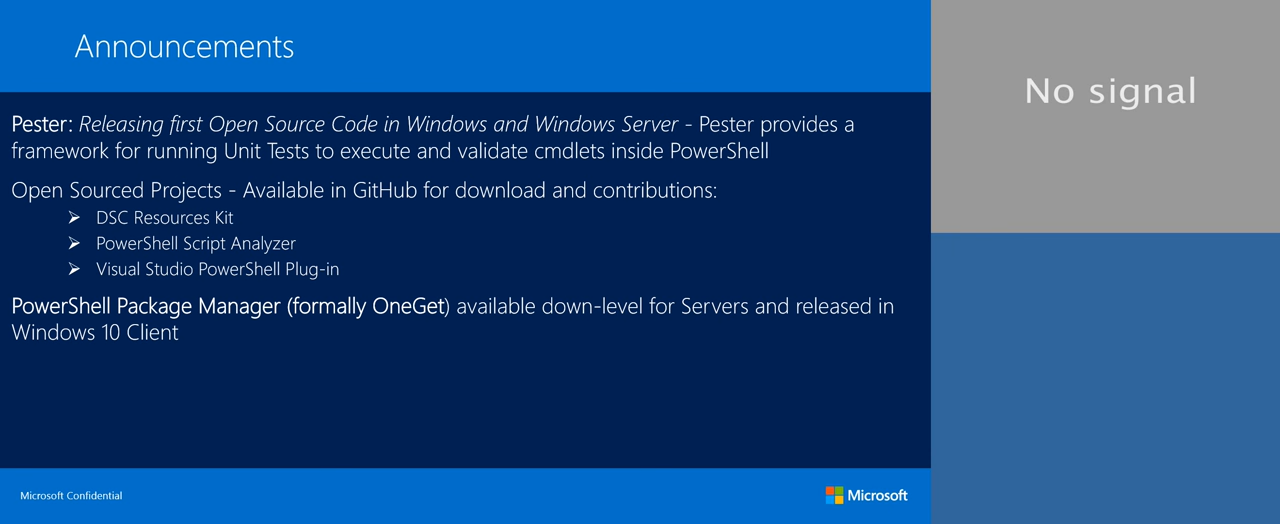 Announcements
No signal
Pester: Releasing first Open Source Code in Windows and Windows Server - Pester provides a
framework for running Unit Tests to execute and validate cmdlets inside PowerShell
Open Sourced Projects - Available in GitHub for download and contributions:
➢ DSC Resources Kit
➢ PowerShell Script Analyzer
➢ Visual Studio PowerShell Plug-in
PowerShell Package Manager (formally OneGet) available down-level for Servers and released in
Windows 10 Client
Microsoft Confidential
Microsoft